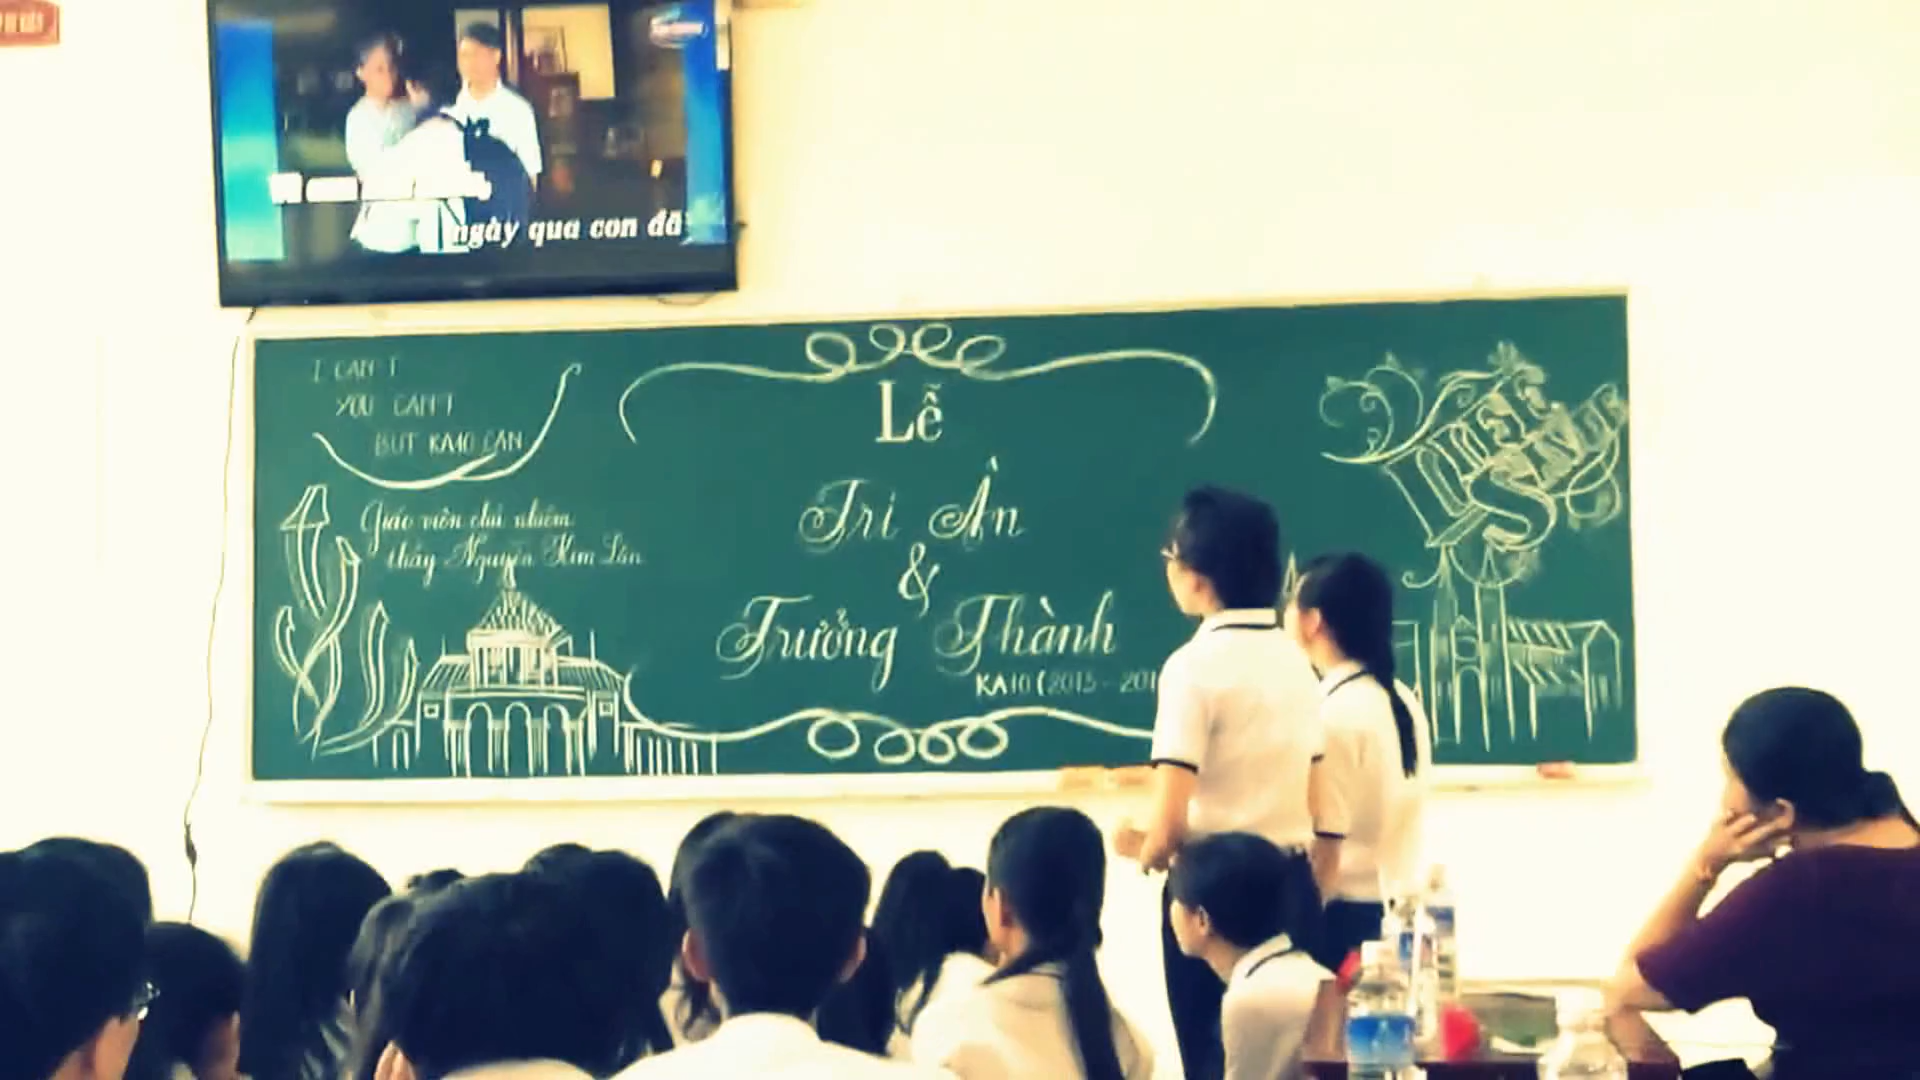 ngày qua con đã
I CAN'T
YOU CAN'T
BUT KA10 CAN
Giáo viên chủ nhiệm
thầy Nguyễn Kim Lân
Lễ
Tri Ân
&
Trưởng Thành
KA10 (2015 - 201